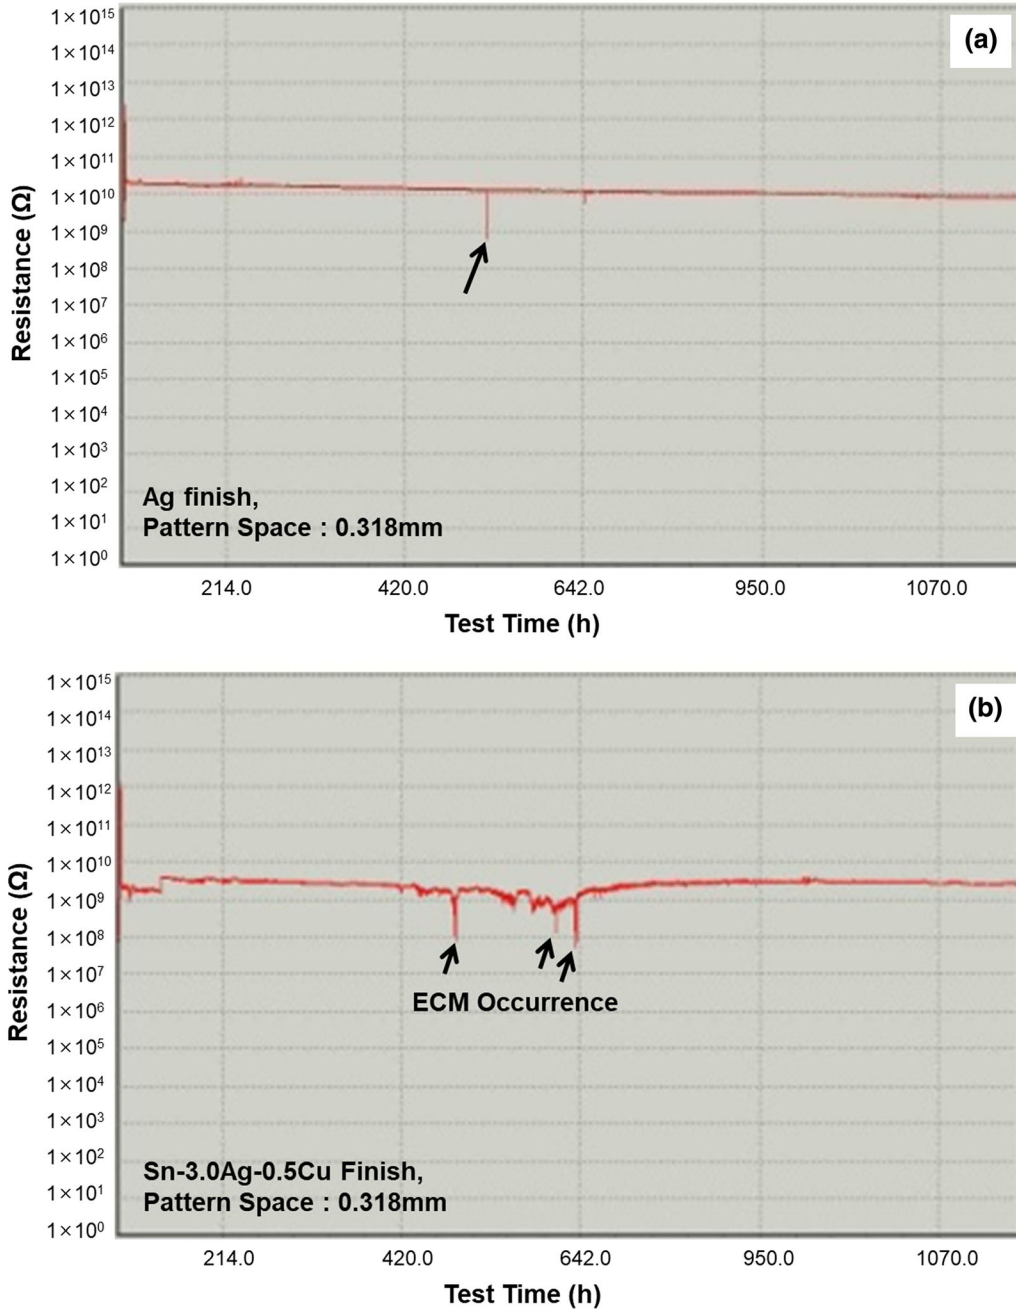 (a)
1×10¹⁵
1×10¹⁴
1×10¹³
1×10¹²
1×10¹¹
1×10¹⁰
1×10⁹
1×10⁸
1×10⁷
1×10⁶
1×10⁵
1×10⁴
1×10³
1×10²
1×10¹
1×10⁰
Resistance (Ω)
Ag finish,
Pattern Space : 0.318mm
214.0 420.0 642.0 950.0 1070.0
Test Time (h)
(b)
1×10¹⁵
1×10¹⁴
1×10¹³
1×10¹²
1×10¹¹
1×10¹⁰
1×10⁹
1×10⁸
1×10⁷
1×10⁶
1×10⁵
1×10⁴
1×10³
1×10²
1×10¹
1×10⁰
Resistance (Ω)
ECM Occurrence
Sn-3.0Ag-0.5Cu Finish,
Pattern Space : 0.318mm
214.0 420.0 642.0 950.0 1070.0
Test Time (h)